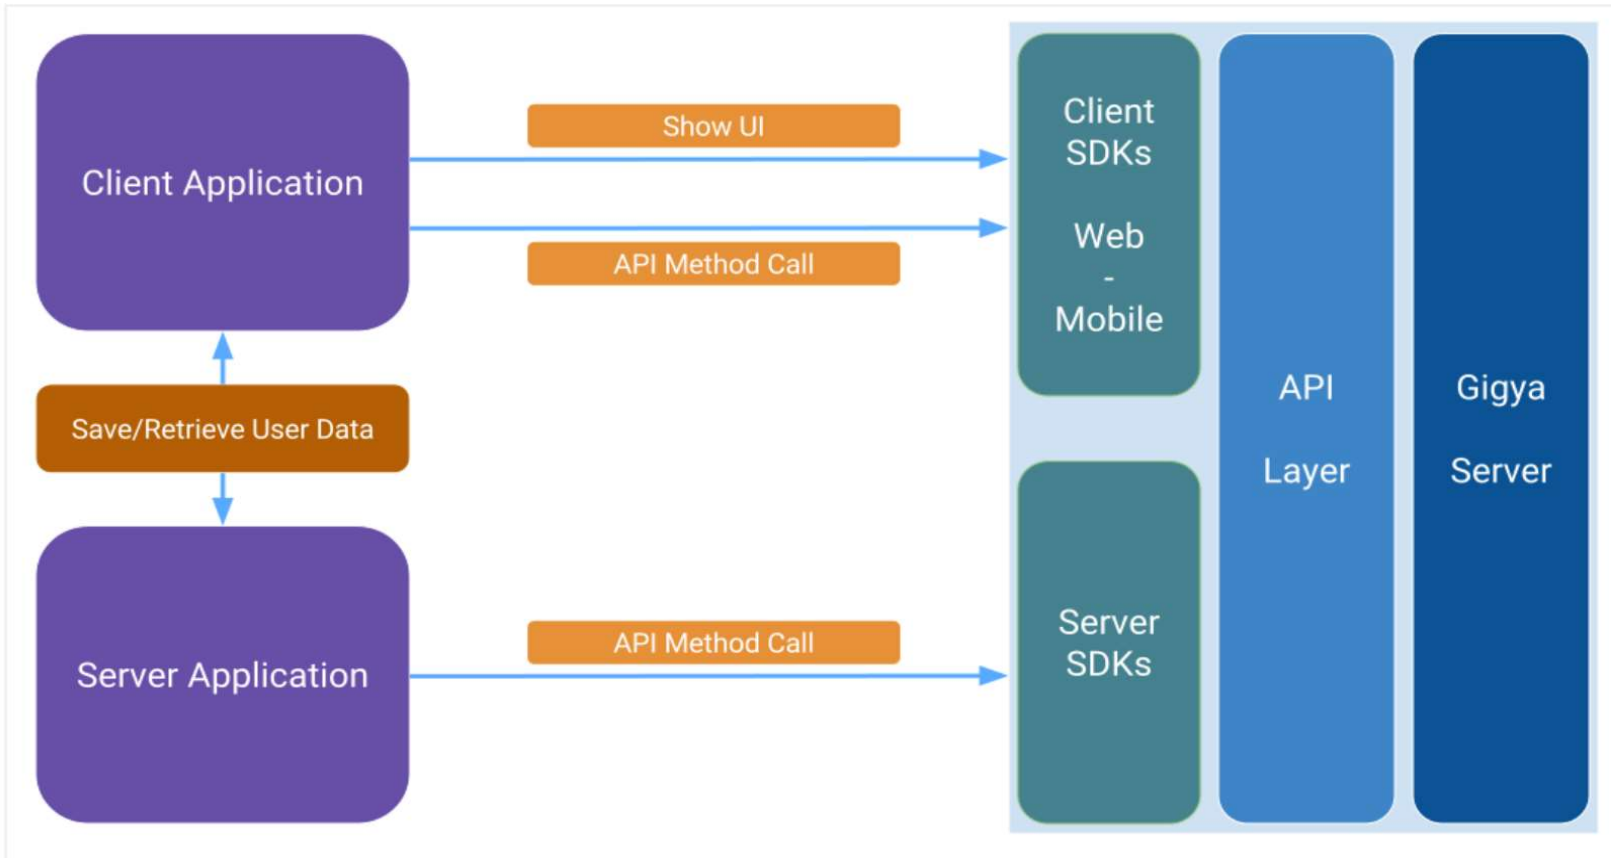 Client Application
Show UI
API Method Call
Client
SDKs
Web
-
Mobile
Save/Retrieve User Data
Server Application
API Method Call
Server
SDKs
API
Layer
Gigya
Server